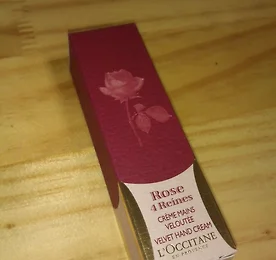 Rose
4 Reines
CRÈME MAINS
VELOUTÉE
VELVET HAND CREAM
L'OCCITANE
EN PROVENCE